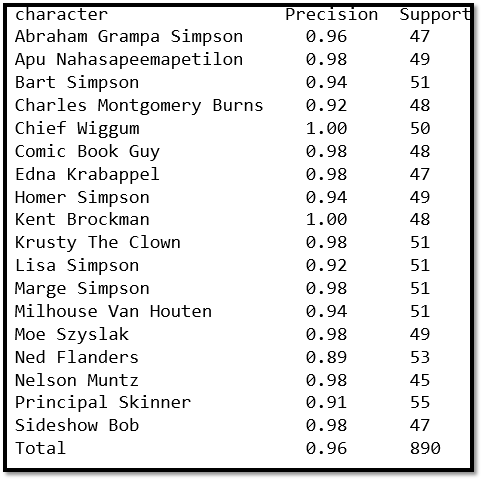 character Precision Support
Abraham Grampa Simpson 0.96 47
Apu Nahasapeemapetilon 0.98 49
Bart Simpson 0.94 51
Charles Montgomery Burns 0.92 48
Chief Wiggum 1.00 50
Comic Book Guy 0.98 48
Edna Krabappel 0.98 47
Homer Simpson 0.94 49
Kent Brockman 1.00 48
Krusty The Clown 0.98 51
Lisa Simpson 0.92 51
Marge Simpson 0.98 51
Milhouse Van Houten 0.94 51
Moe Szyslak 0.98 49
Ned Flanders 0.89 53
Nelson Muntz 0.98 45
Principal Skinner 0.91 55
Sideshow Bob 0.98 47
Total 0.96 890